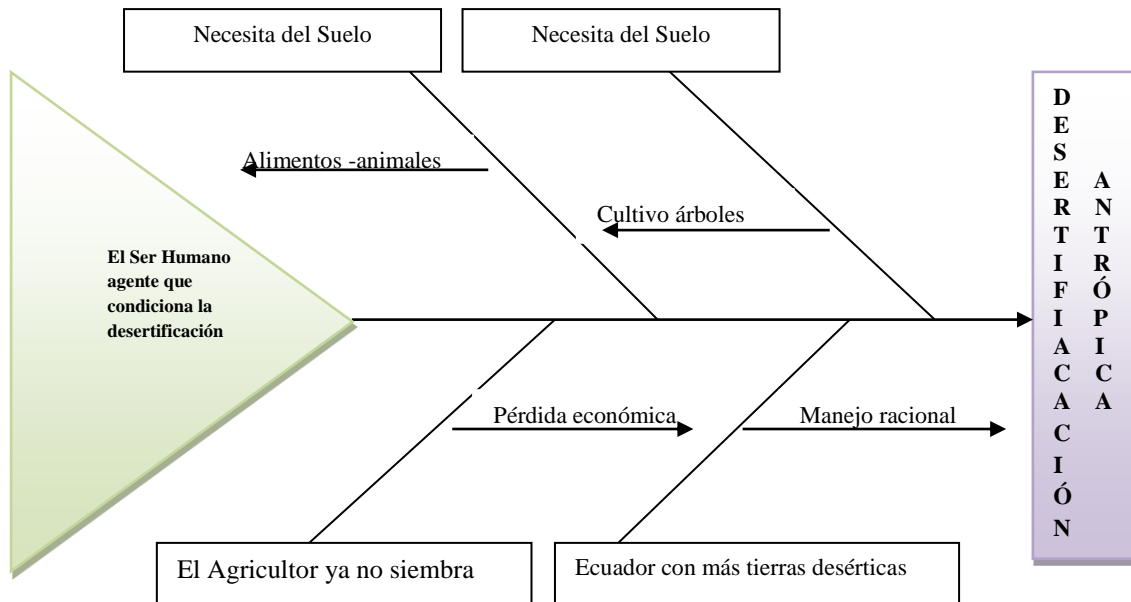 Necesita del Suelo
Necesita del Suelo
Alimentos -animales
Cultivo árboles
El Ser Humano
agente que
condiciona la
desertificación
DESERTIFIACACIÓN
ANTRÓPICA
Pérdida económica
Manejo racional
El Agricultor ya no siembra
Ecuador con más tierras desérticas